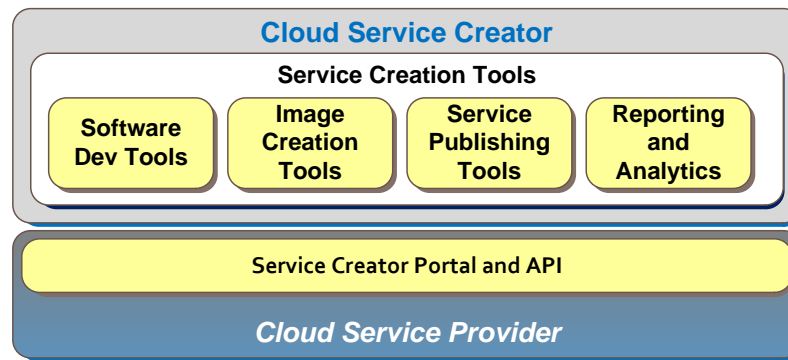 Cloud Service Creator
Service Creation Tools
Software
Dev Tools
Image
Creation
Tools
Service
Publishing
Tools
Reporting
and
Analytics
Service Creator Portal and API
Cloud Service Provider